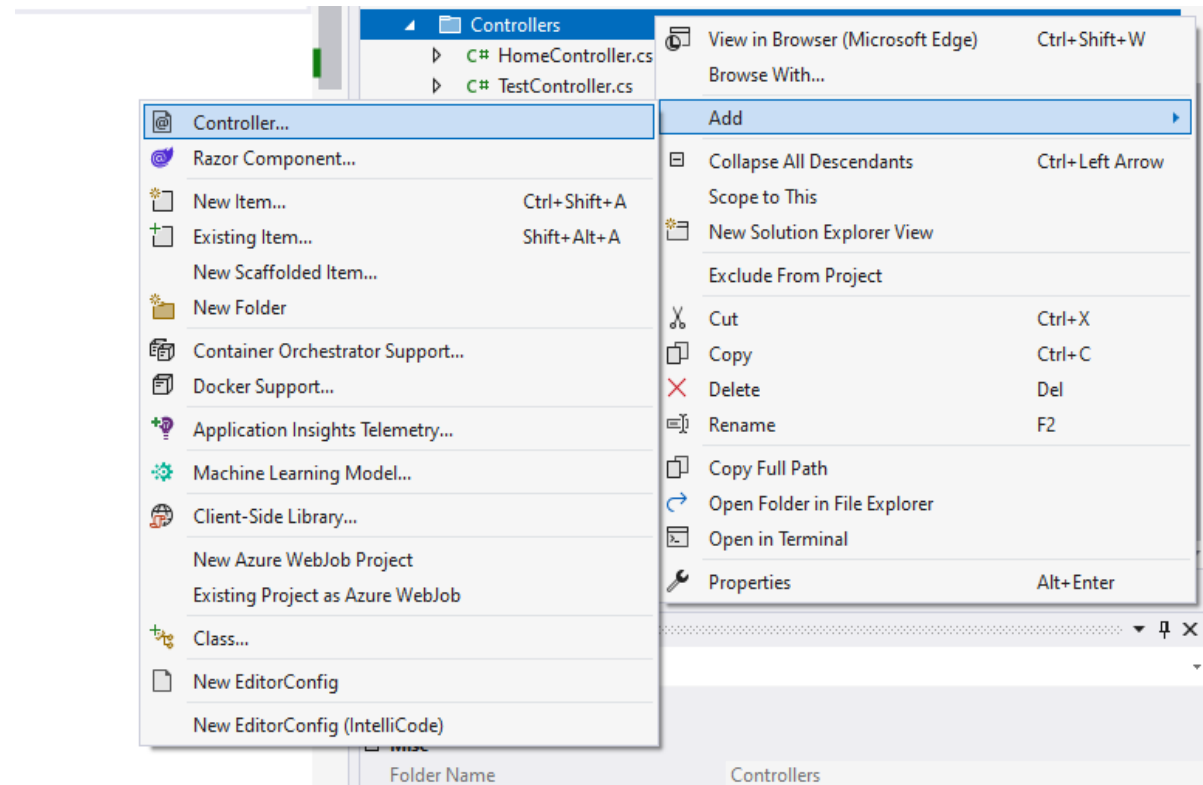 Controllers
C# HomeController.cs
C# TestController.cs
View in Browser (Microsoft Edge) Ctrl+Shift+W
Browse With...
Add
Collapse All Descendants Ctrl+Left Arrow
Scope to This
New Solution Explorer View
Exclude From Project
Cut Ctrl+X
Copy Ctrl+C
Delete Del
Rename F2
Copy Full Path
Open Folder in File Explorer
Open in Terminal
Properties Alt+Enter
Controller...
Razor Component...
New Item... Ctrl+Shift+A
Existing Item... Shift+Alt+A
New Scaffolded Item...
New Folder
Container Orchestrator Support...
Docker Support...
Application Insights Telemetry...
Machine Learning Model...
Client-Side Library...
New Azure WebJob Project
Existing Project as Azure WebJob
Class...
New EditorConfig
New EditorConfig (IntelliCode)
Misc
Folder Name Controllers